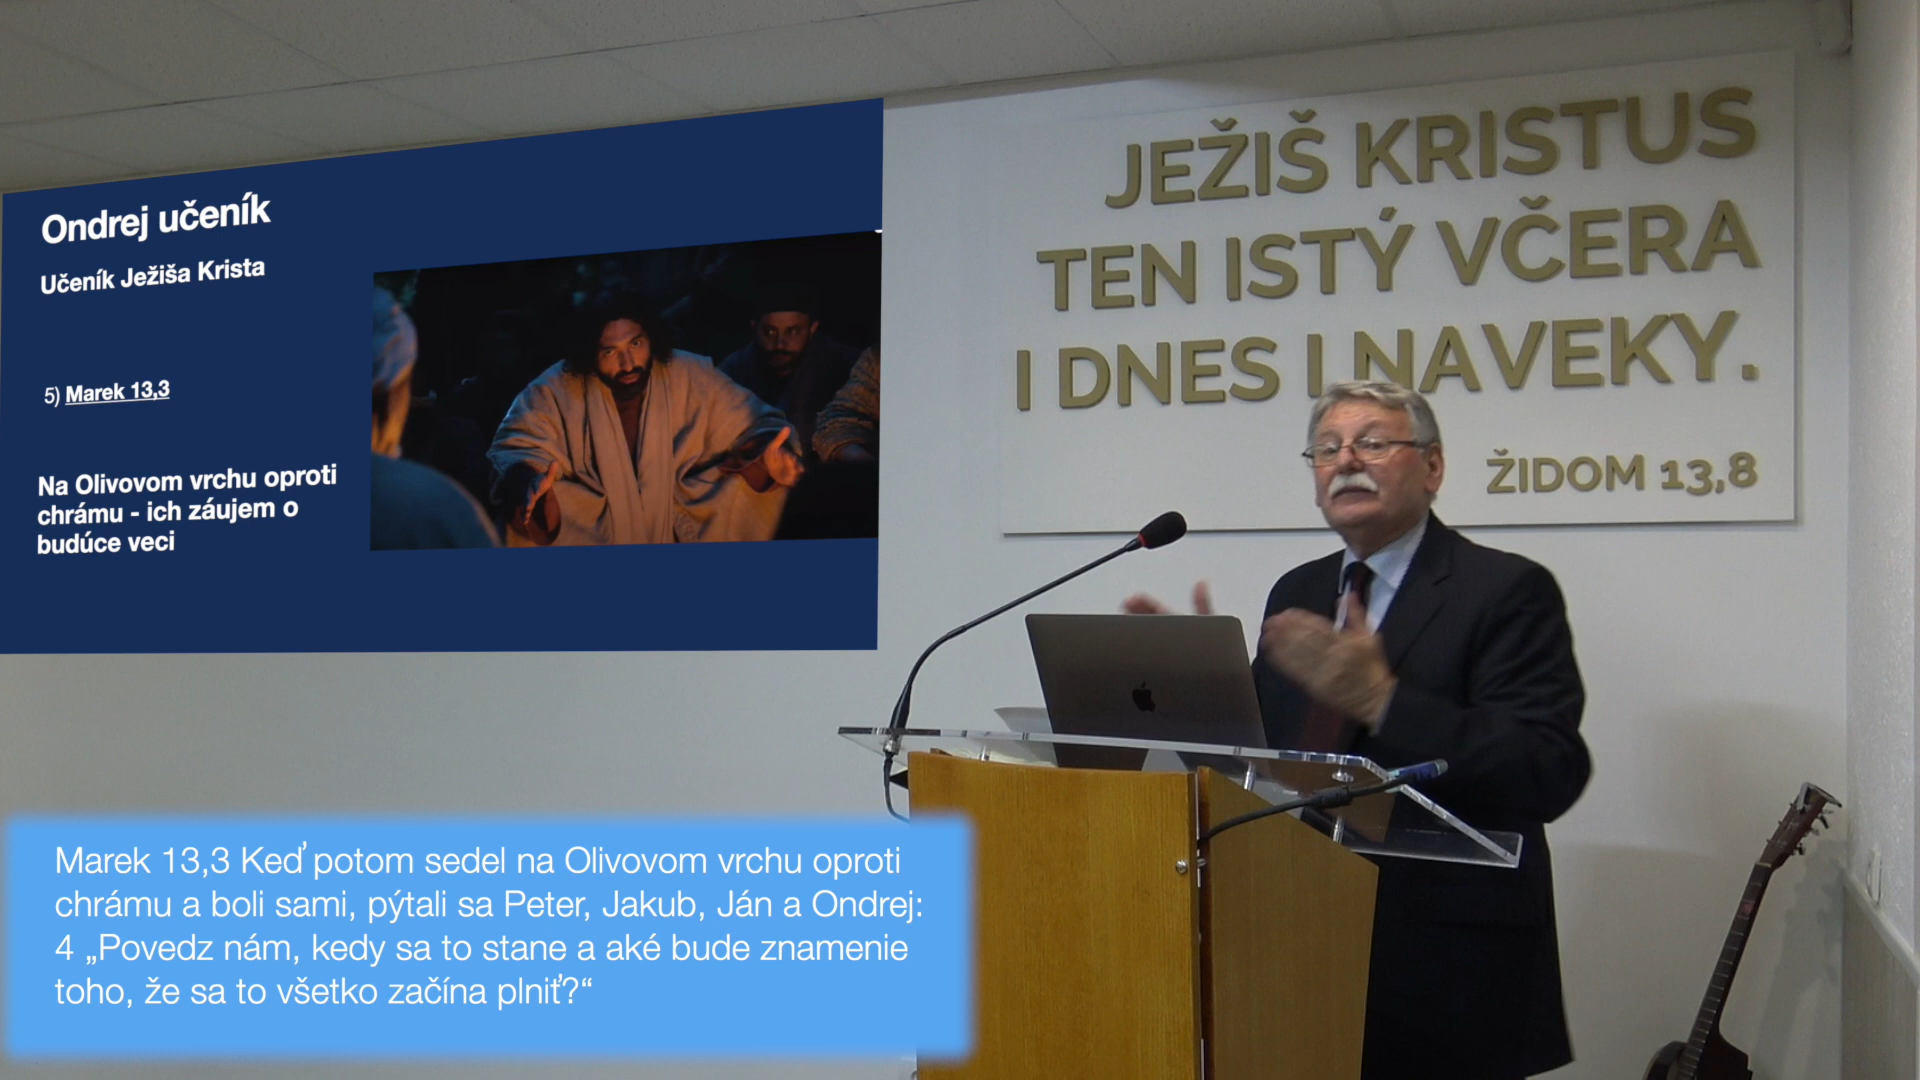 Ondrej učeník
Učeník Ježiša Krista
5) Marek 13,3
Na Olivovom vrchu oproti
chrámu - ich záujem o
budúce veci
JEŽIŠ KRISTUS
TEN ISTÝ VČERA
I DNES I NAVEKY.
ŽIDOM 13,8
Marek 13,3 Keď potom sedel na Olivovom vrchu oproti
chrámu a boli sami, pýtali sa Peter, Jakub, Ján a Ondrej:
4 „Povedz nám, kedy sa to stane a aké bude znamenie
toho, že sa to všetko začína plniť?“